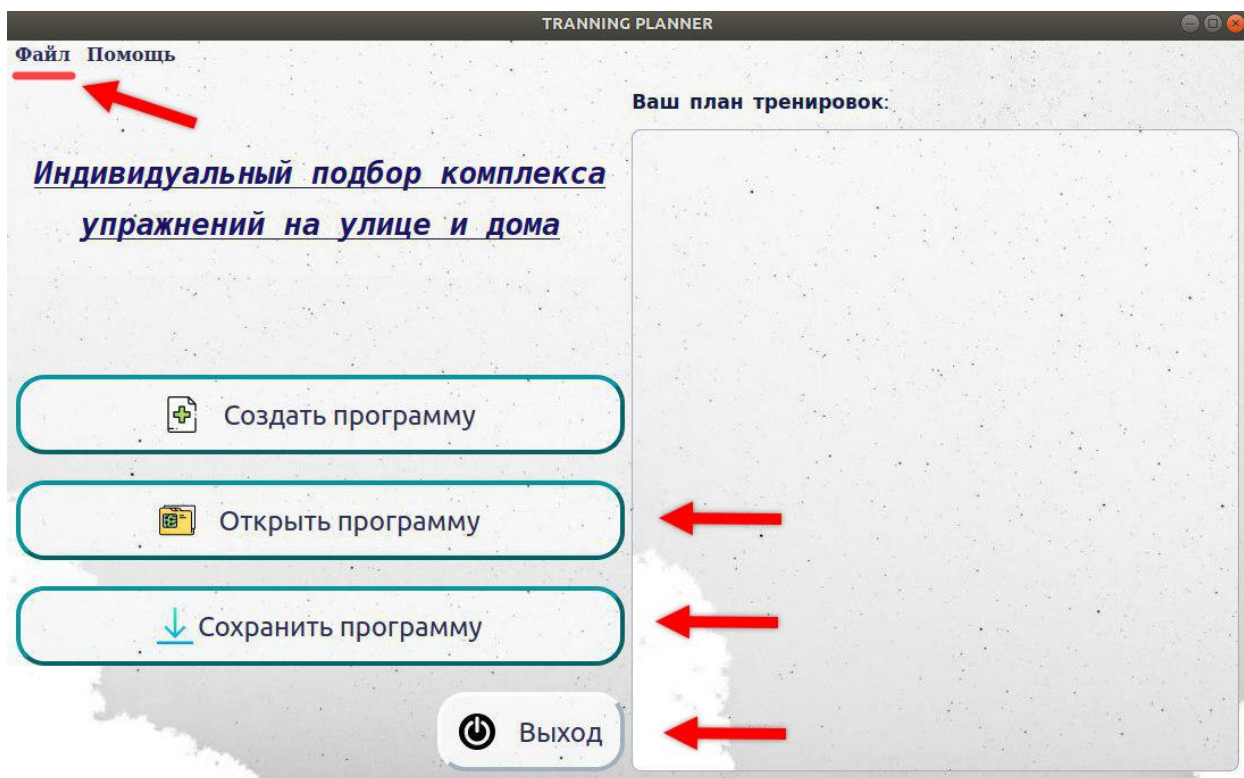 TRANNING PLANNER
Файл Помощь
Ваш план тренировок:
Индивидуальный подбор комплекса
упражнений на улице и дома
Создать программу
Открыть программу
Сохранить программу
Выход